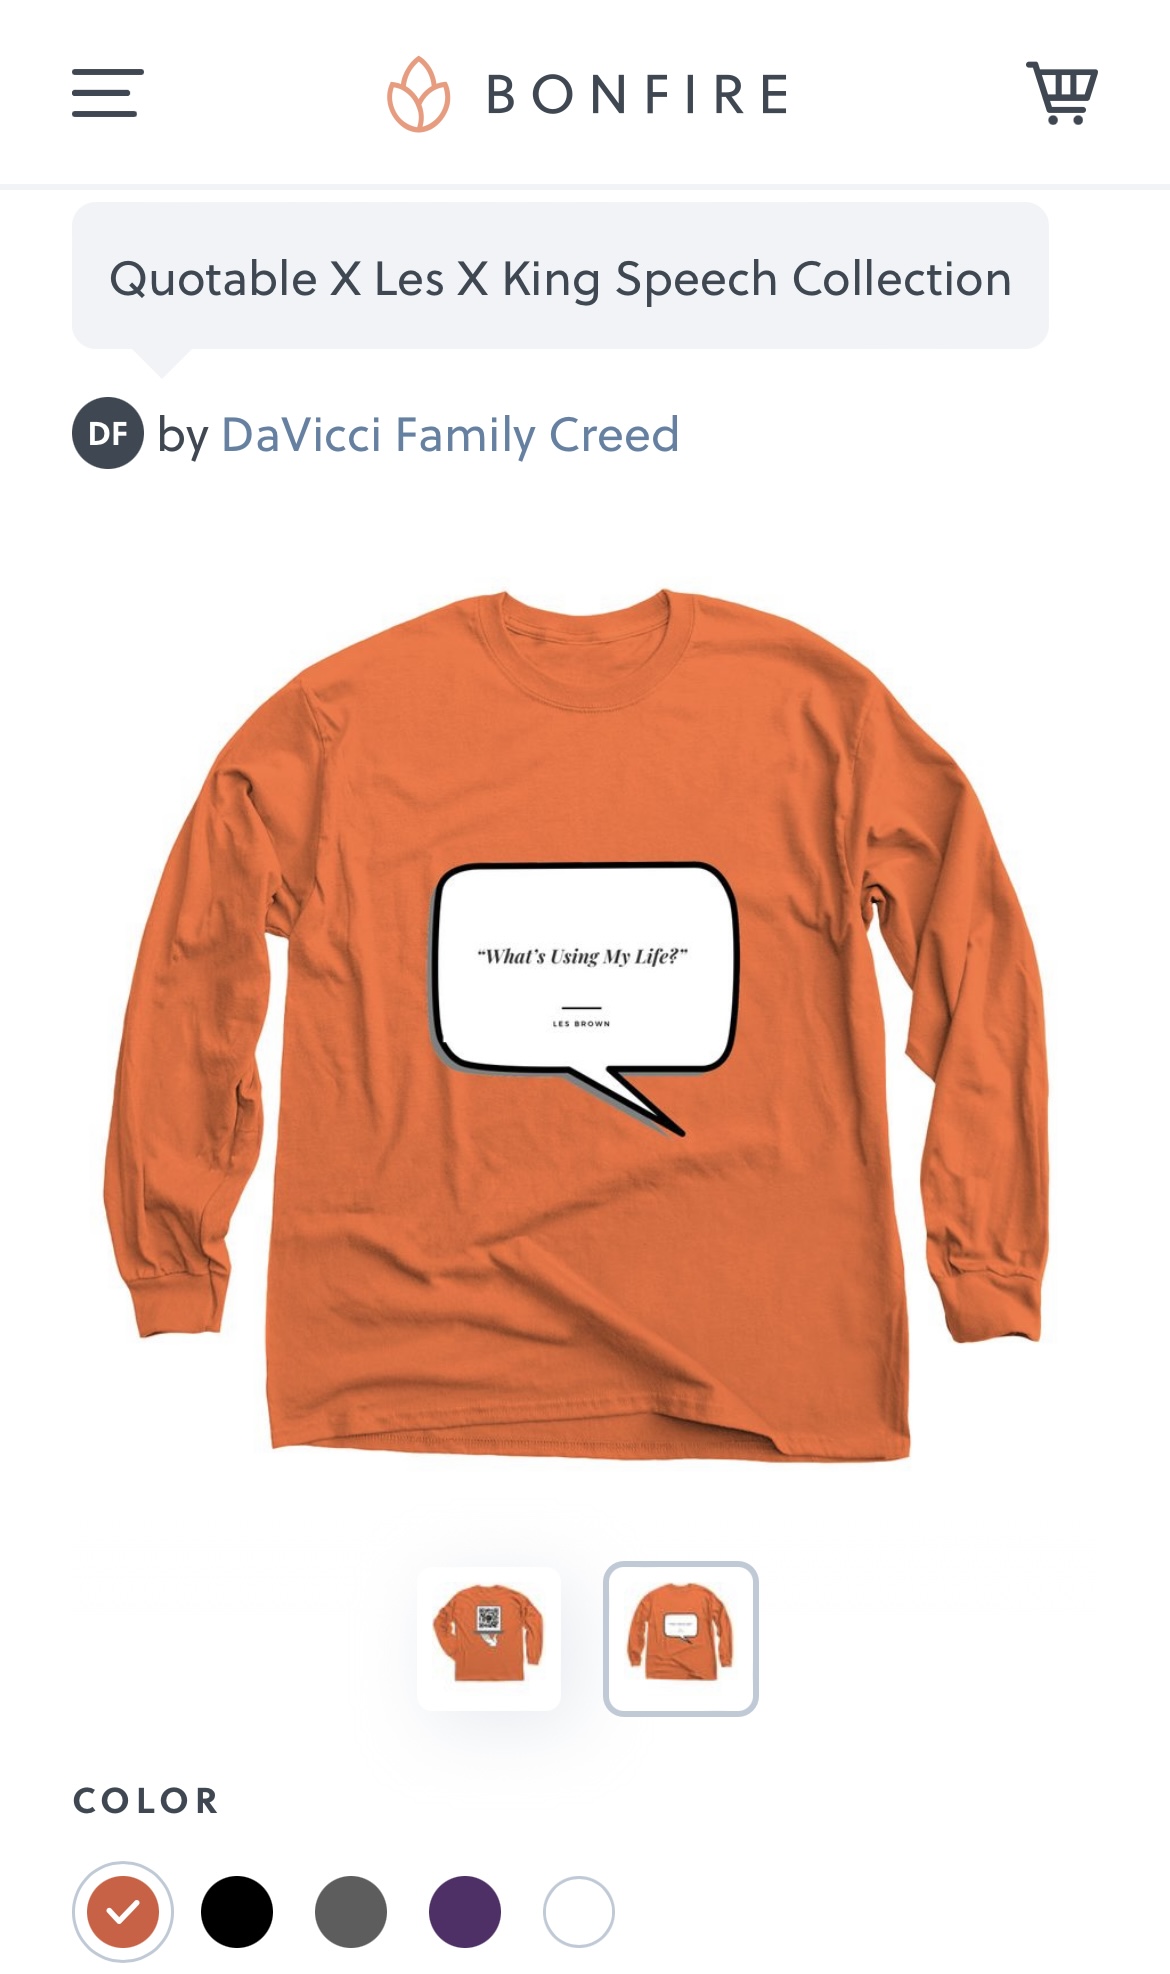 BONFIRE
Quotable X Les X King Speech Collection
DF by DaVicci Family Creed
“What’s Using My Life?”
LES BROWN
COLOR